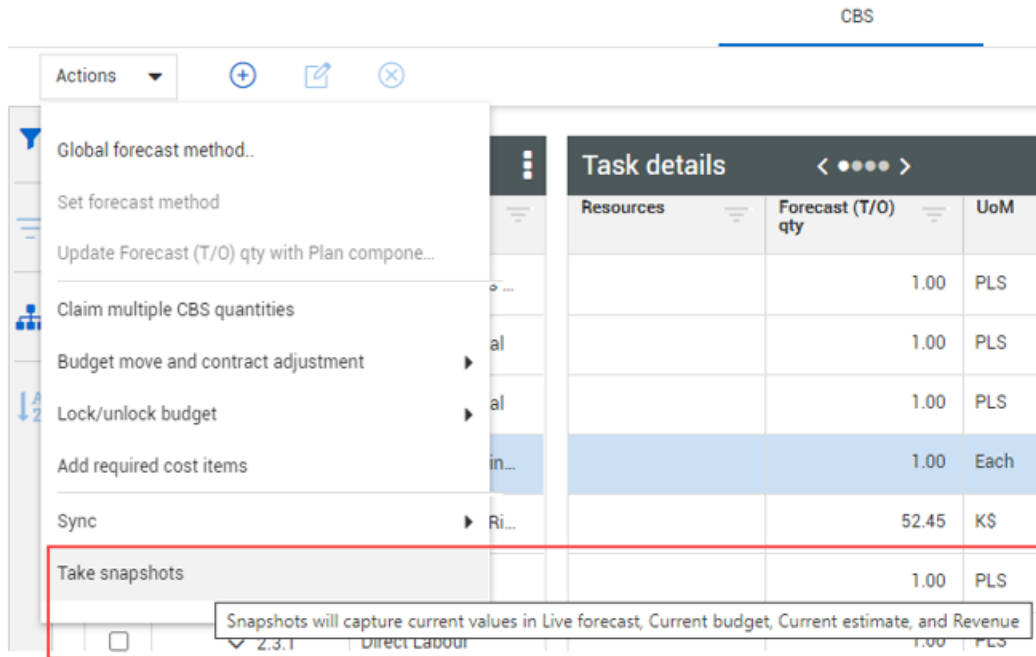 CBS
Actions
Global forecast method..
Set forecast method
Update Forecast (T/O) qty with Plan compone...
Claim multiple CBS quantities
Budget move and contract adjustment
Lock/unlock budget
Add required cost items
Sync
Take snapshots
Snapshots will capture current values in Live forecast, Current budget, Current estimate, and Revenue
Task details
Resources
Forecast (T/O) qty
UoM
...
1.00 PLS
al
1.00 PLS
al
1.00 PLS
in...
1.00 Each
Ri...
52.45 K$
1.00 PLS
2.3.1 Direct Labour
1.00 PLS